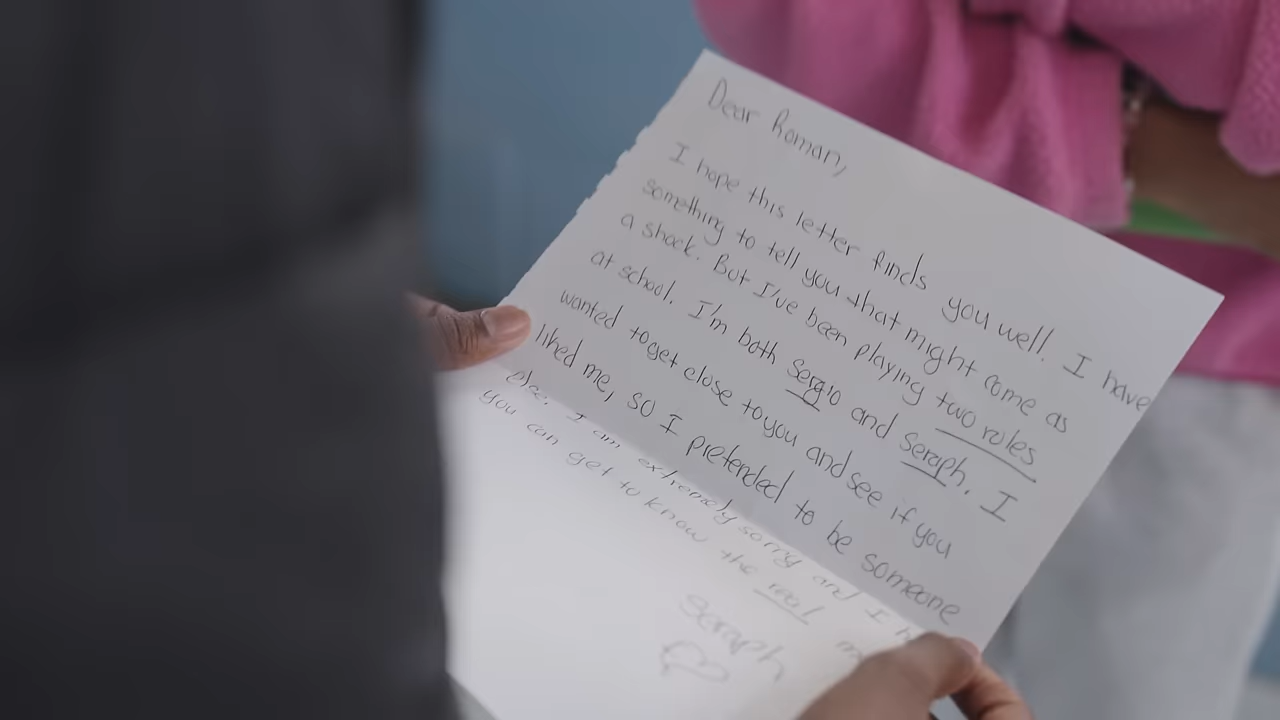 Dear Roman,
I hope this letter finds you well. I have
something to tell you that might come as
a shock. But I've been playing two roles
at school. I'm both Sergio and Seraph. I
wanted to get close to you and see if you
liked me, so I pretended to be someone
else. I am extremely sorry and I
you can get to know the real
Seraph